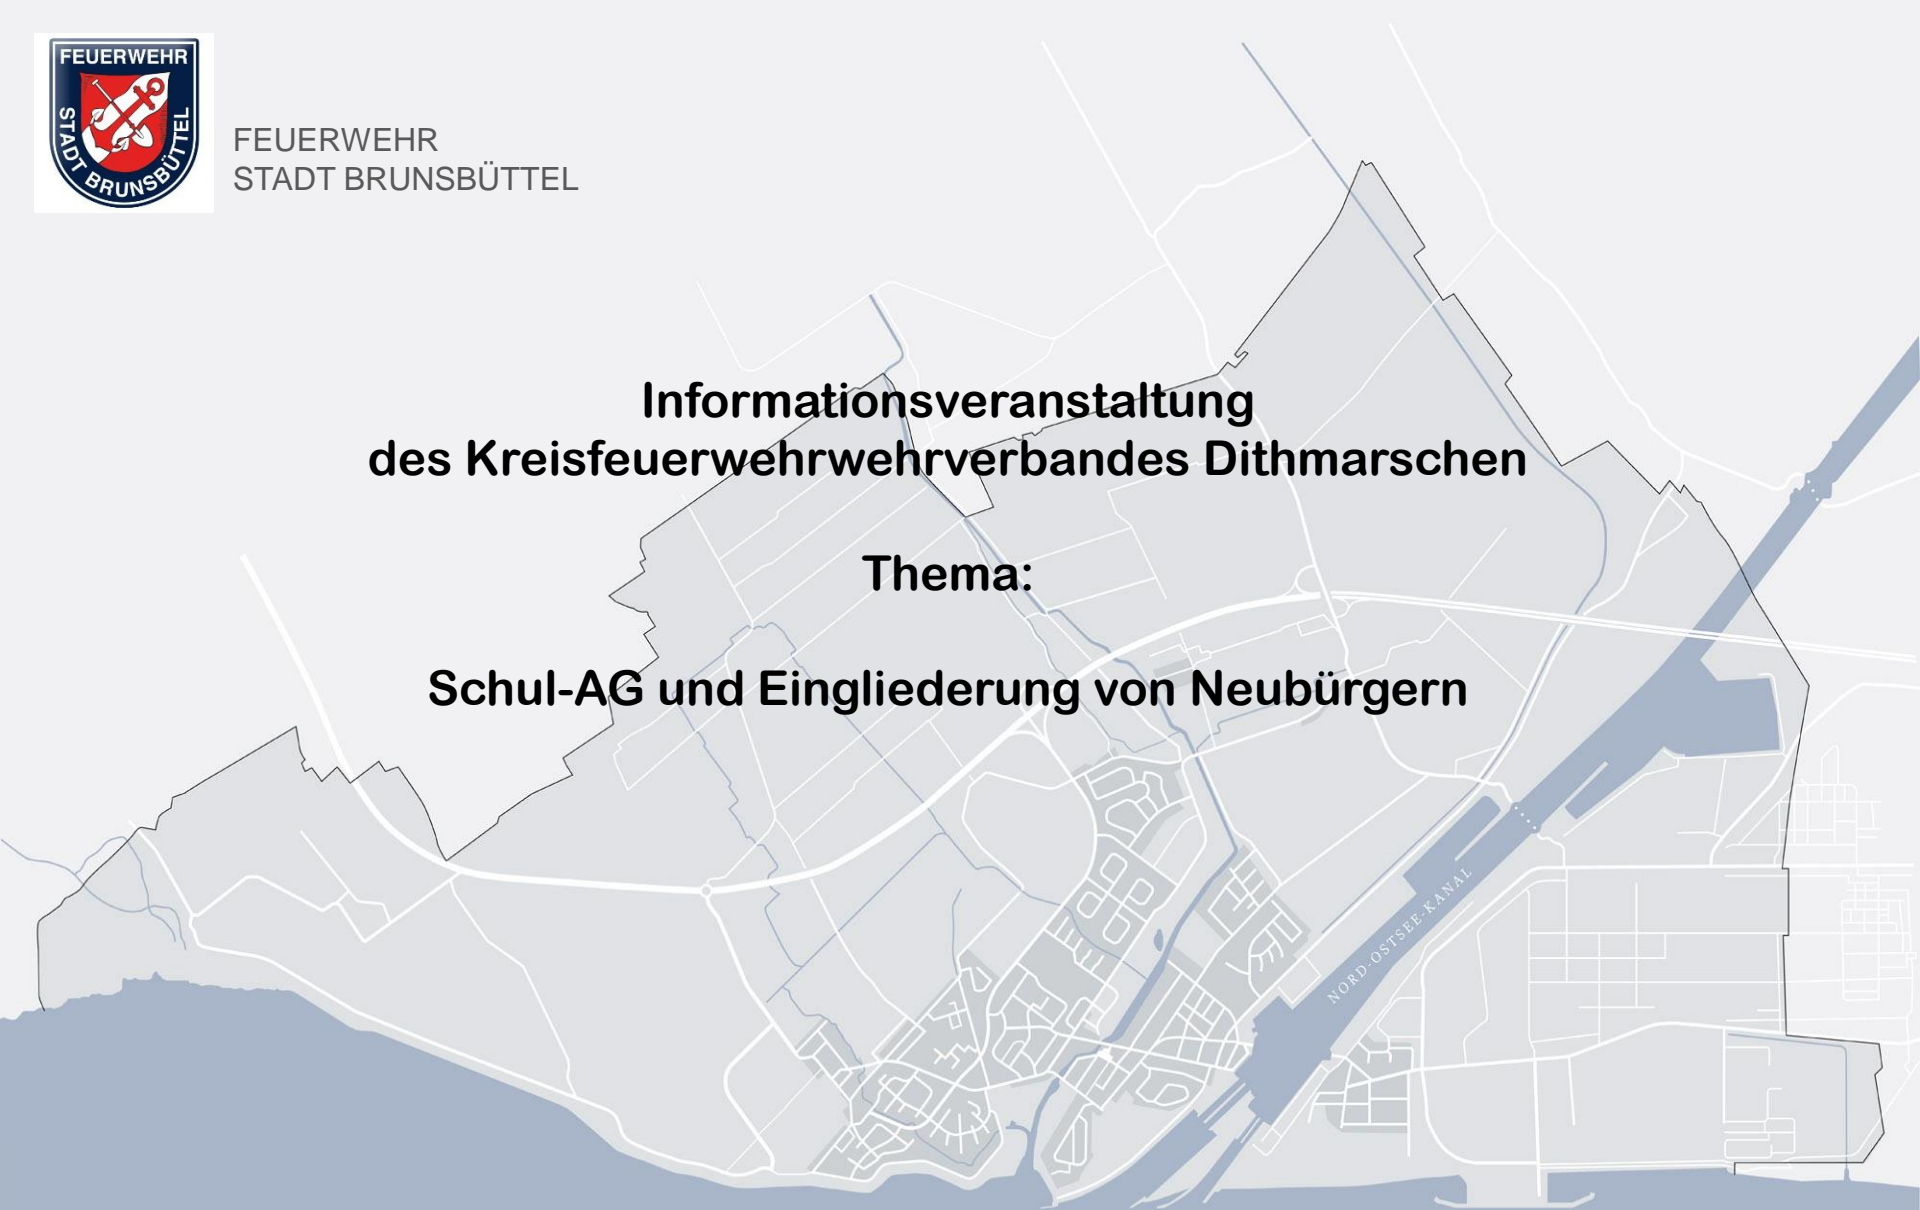 FEUERWEHR
STADT BRUNSBÜTTEL
FEUERWEHR
STADT BRUNSBÜTTEL
Informationsveranstaltung
des Kreisfeuerwehrwehrverbandes Dithmarschen
Thema:
Schul-AG und Eingliederung von Neubürgern
NORD-OSTSEE-KANAL